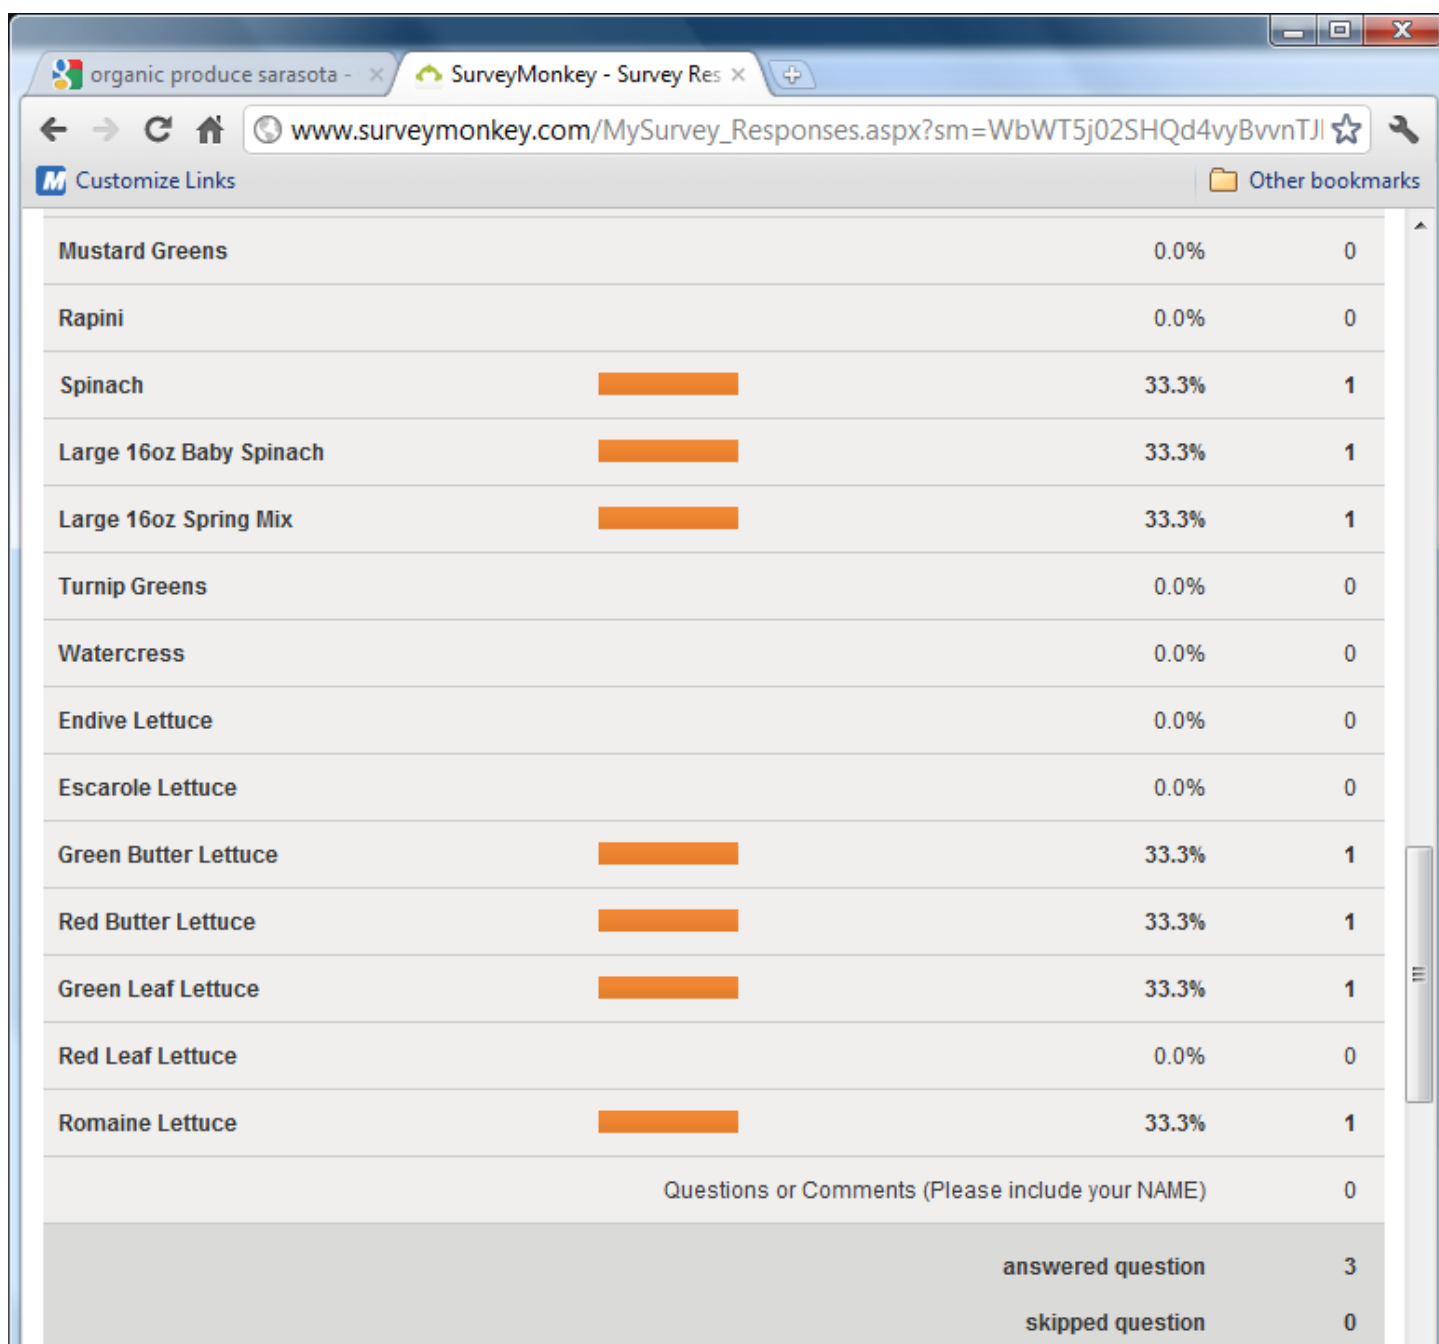 organic produce sarasota -
SurveyMonkey - Survey Res
www.surveymonkey.com/MySurvey_Responses.aspx?sm=WbWT5j02SHQd4vyBvvnTJl
Customize Links
Other bookmarks
Mustard Greens 0.0% 0
Rapini 0.0% 0
Spinach 33.3% 1
Large 16oz Baby Spinach 33.3% 1
Large 16oz Spring Mix 33.3% 1
Turnip Greens 0.0% 0
Watercress 0.0% 0
Endive Lettuce 0.0% 0
Escarole Lettuce 0.0% 0
Green Butter Lettuce 33.3% 1
Red Butter Lettuce 33.3% 1
Green Leaf Lettuce 33.3% 1
Red Leaf Lettuce 0.0% 0
Romaine Lettuce 33.3% 1
Questions or Comments (Please include your NAME) 0
answered question 3
skipped question 0